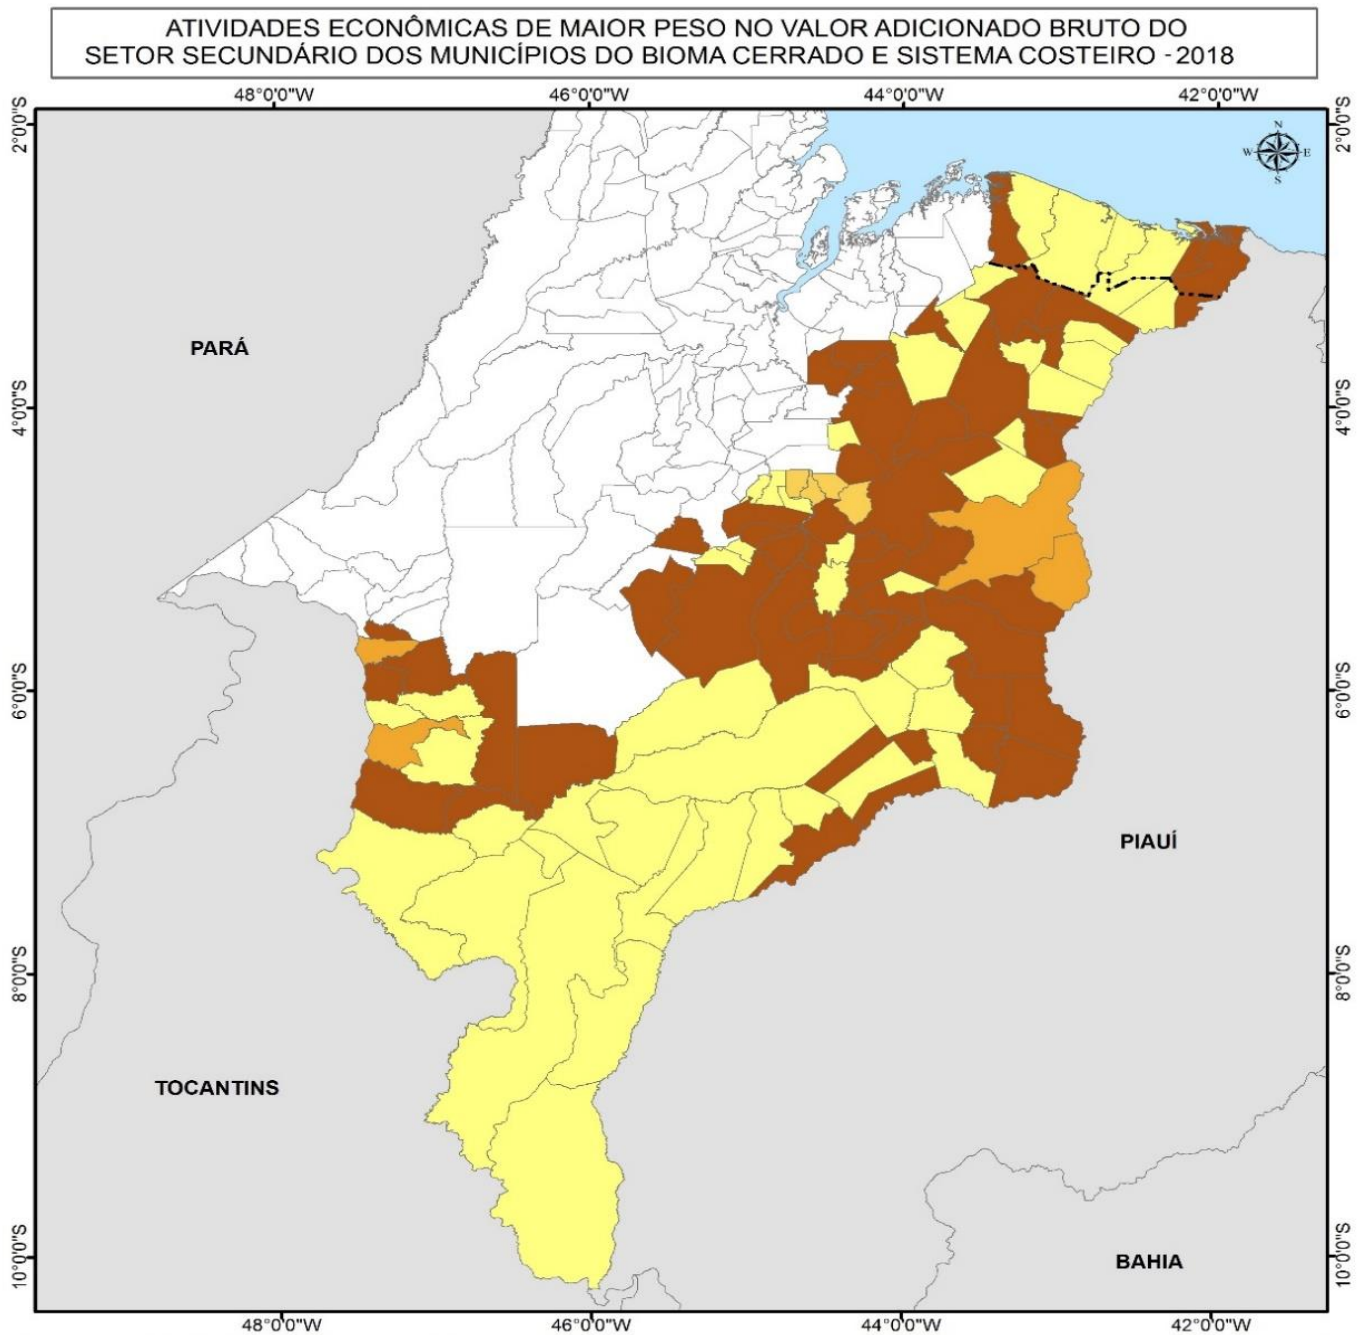 ATIVIDADES ECONÔMICAS DE MAIOR PESO NO VALOR ADICIONADO BRUTO DO
SETOR SECUNDÁRIO DOS MUNICÍPIOS DO BIOMA CERRADO E SISTEMA COSTEIRO - 2018
48°0'0"W 46°0'0"W 44°0'0"W 42°0'0"W
2°0'0"S 2°0'0"S
N
W E
S
PARÁ
4°0'0"S 4°0'0"S
6°0'0"S 6°0'0"S
PIAUÍ
8°0'0"S 8°0'0"S
TOCANTINS
10°0'0"S 10°0'0"S
BAHIA
48°0'0"W 46°0'0"W 44°0'0"W 42°0'0"W